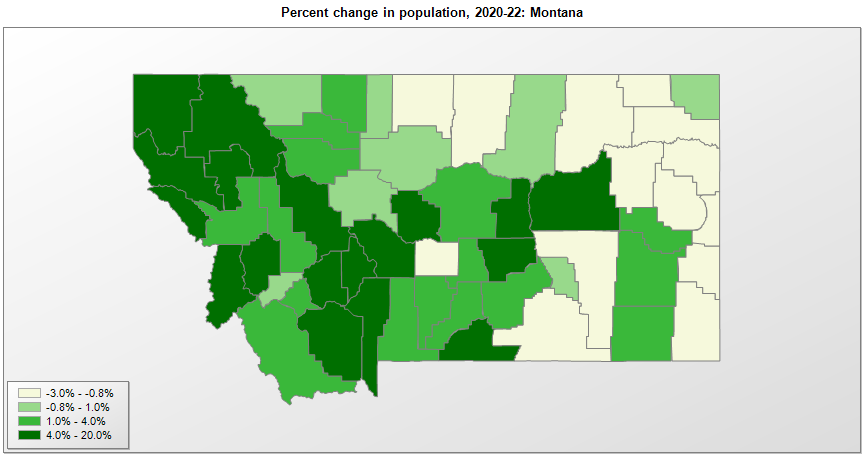 Percent change in population, 2020-22: Montana
-3.0% - -0.8%
-0.8% - 1.0%
1.0% - 4.0%
4.0% - 20.0%